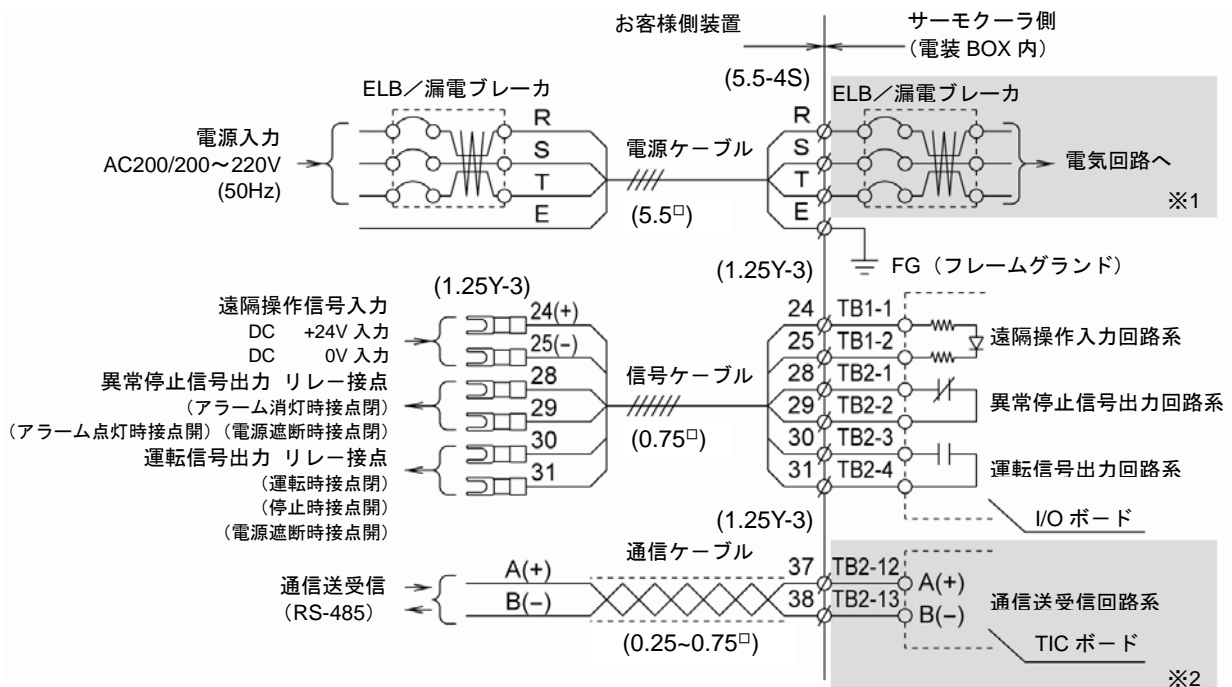 お客様側装置
サーモクーラ側
（電装 BOX 内）
(5.5-4S)
ELB／漏電ブレーカ
ELB／漏電ブレーカ
電源入力
AC200/200～220V
(50Hz)
R
S
T
E
電源ケーブル
(5.5□)
R
S
T
E
電気回路へ
※1
FG（フレームグランド）
(1.25Y-3)
(1.25Y-3)
遠隔操作信号入力
DC +24V 入力
DC 0V 入力
異常停止信号出力 リレー接点
（アラーム消灯時接点閉）
（アラーム点灯時接点開）（電源遮断時接点閉）
運転信号出力 リレー接点
（運転時接点閉）
（停止時接点開）
（電源遮断時接点開）
24(+)
25(−)
28
29
30
31
信号ケーブル
(0.75□)
24 TB1-1
25 TB1-2
28 TB2-1
29 TB2-2
30 TB2-3
31 TB2-4
遠隔操作入力回路系
異常停止信号出力回路系
運転信号出力回路系
I/O ボード
(1.25Y-3)
通信送受信
（RS-485）
A(+)
B(−)
通信ケーブル
(0.25~0.75□)
37 TB2-12
38 TB2-13
A(+)
B(−)
通信送受信回路系
TIC ボード
※2